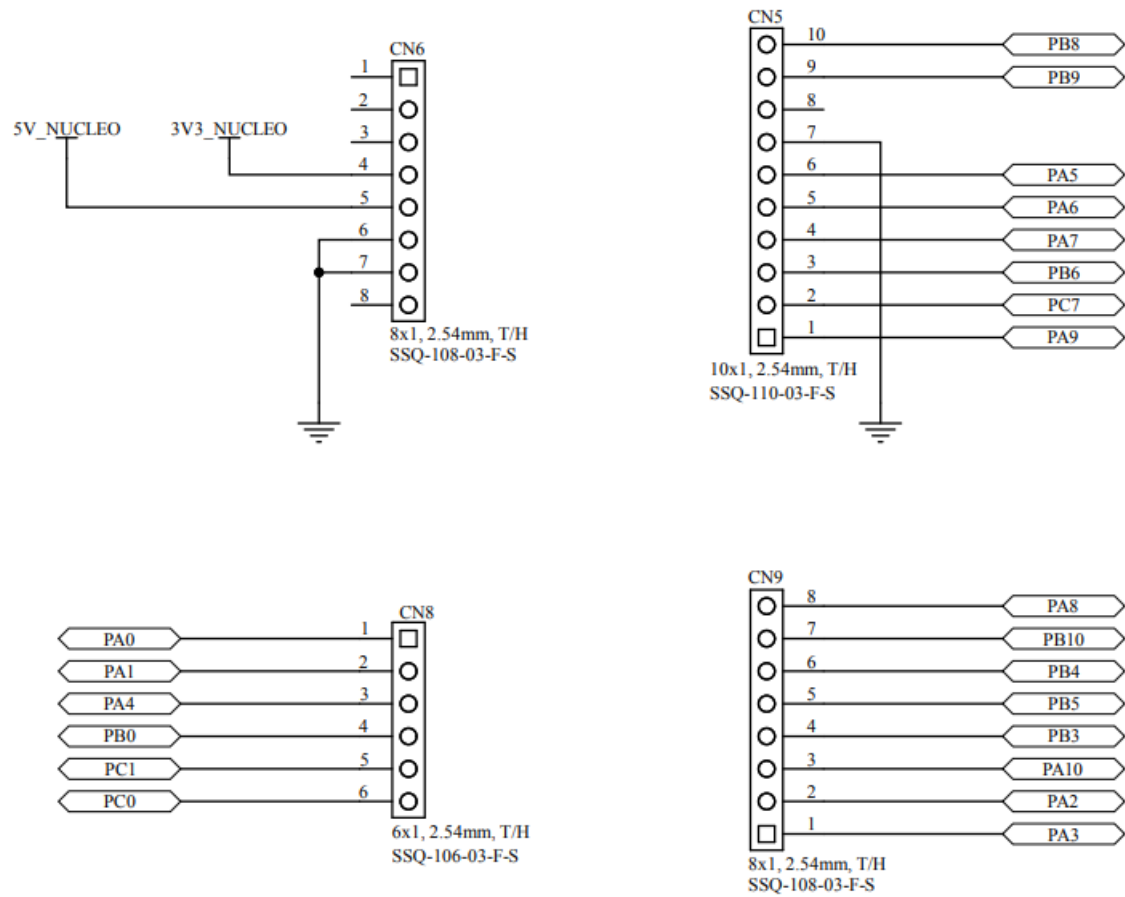 CN6
1
2
3
4
5
6
7
8
5V_NUCLEO
3V3_NUCLEO
8x1, 2.54mm, T/H
SSQ-108-03-F-S
CN5
10 PB8
9 PB9
8
7
6 PA5
5 PA6
4 PA7
3 PB6
2 PC7
1 PA9
10x1, 2.54mm, T/H
SSQ-110-03-F-S
CN8
PA0 1
PA1 2
PA4 3
PB0 4
PC1 5
PC0 6
6x1, 2.54mm, T/H
SSQ-106-03-F-S
CN9
8 PA8
7 PB10
6 PB4
5 PB5
4 PB3
3 PA10
2 PA2
1 PA3
8x1, 2.54mm, T/H
SSQ-108-03-F-S